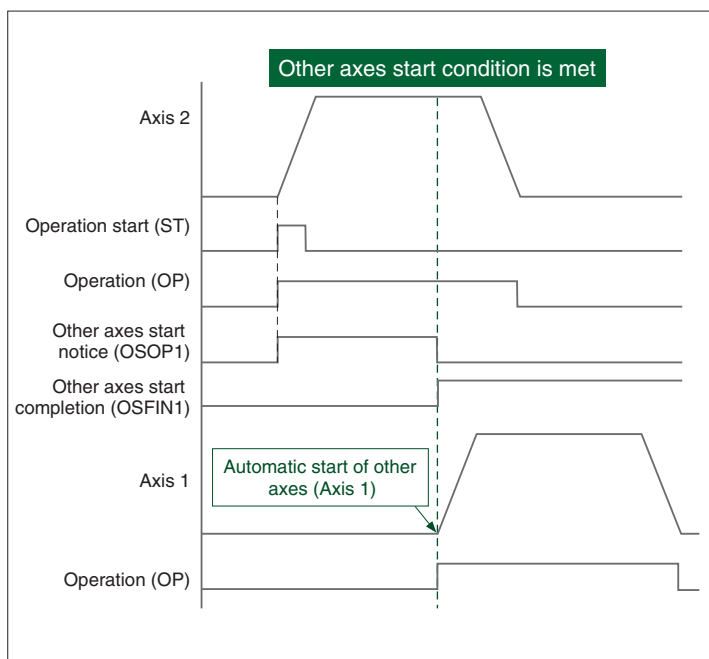 Other axes start condition is met
Axis 2
Operation start (ST)
Operation (OP)
Other axes start
notice (OSOP1)
Other axes start
completion (OSFIN1)
Automatic start of other
axes (Axis 1)
Axis 1
Operation (OP)